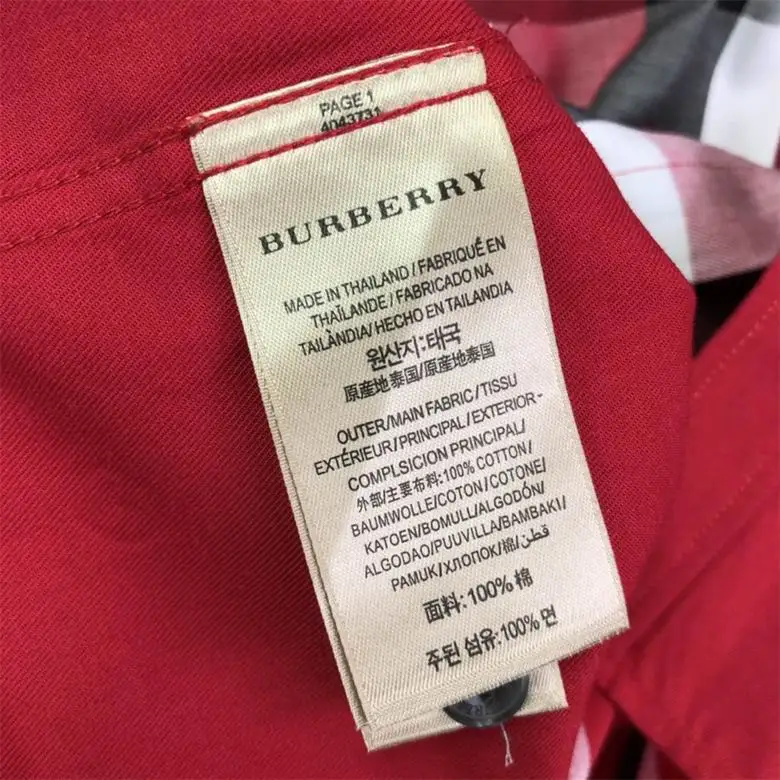 PAGE 1
4043731
BURBERRY
MADE IN THAILAND / FABRIQUÉ EN
THAÏLANDE / FABRICADO NA
TAILÀNDIA/ HECHO EN TAILANDIA
원산지:태국
原産地泰国/原産地泰国
OUTER/MAIN FABRIC/TISSU
EXTÉRIEUR/PRINCIPAL/EXTERIOR-
COMPLSICION PRINCIPAL/
外部/主要布料:100% COTTON/
BAUMWOLLE/COTON/COTONE/
KATOEN/BOMULL/ALGODÓN/
ALGODAO/PUUVILLA/BAMBAKI/
PAMUK/ХЛОПОК/棉/قطن/
面料:100% 棉
주된 섬유:100% 면